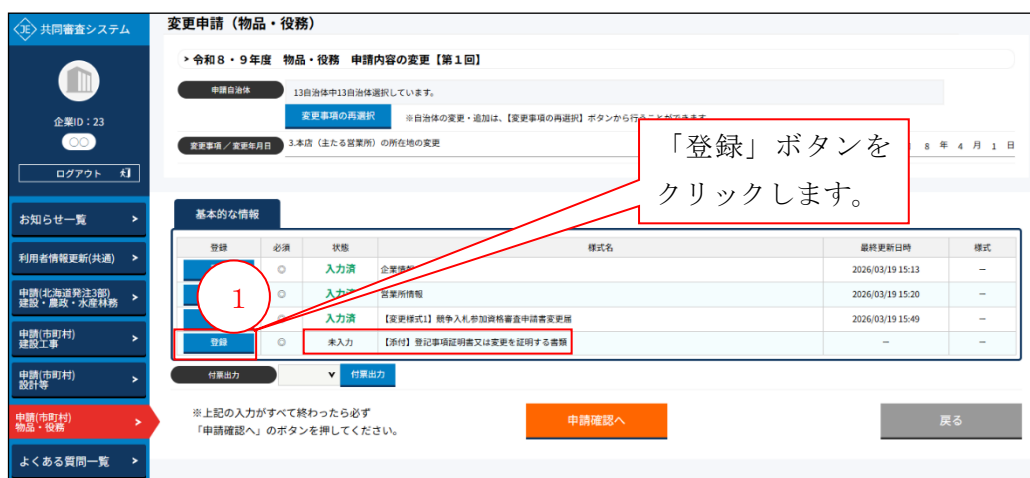 共同審査システム
企業ID:23
○○
ログアウト
お知らせ一覧 >
利用者情報更新(共通) >
申請(北海道発注3部)
建設・農政・水産林務 >
申請(市町村)
建設工事 >
申請(市町村)
設計等 >
申請(市町村)
物品・役務 >
よくある質問一覧 >
変更申請(物品・役務)
> 令和8・9年度 物品・役務 申請内容の変更【第1回】
申請自治体 13自治体中13自治体選択しています。
変更事項の再選択 ※自治体の変更・追加は、【変更事項の再選択】ボタンから行うことができます
変更事項/変更年月日 3.本店(主たる営業所)の所在地の変更 8 年 4 月 1 日
「登録」ボタンを
クリックします。
基本的な情報
登録 必須 状態 様式名 最終更新日時 様式
◎ 入力済 企業情報 2026/03/19 15:13 −
◎ 入力済 営業所情報 2026/03/19 15:20 −
入力済 【変更様式1】競争入札参加資格審査申請書変更届 2026/03/19 15:49 −
登録 ◎ 未入力 【添付】登記事項証明書又は変更を証明する書類 − −
1
付票出力 付票出力
※上記の入力がすべて終わったら必ず
「申請確認へ」のボタンを押してください。
申請確認へ
戻る